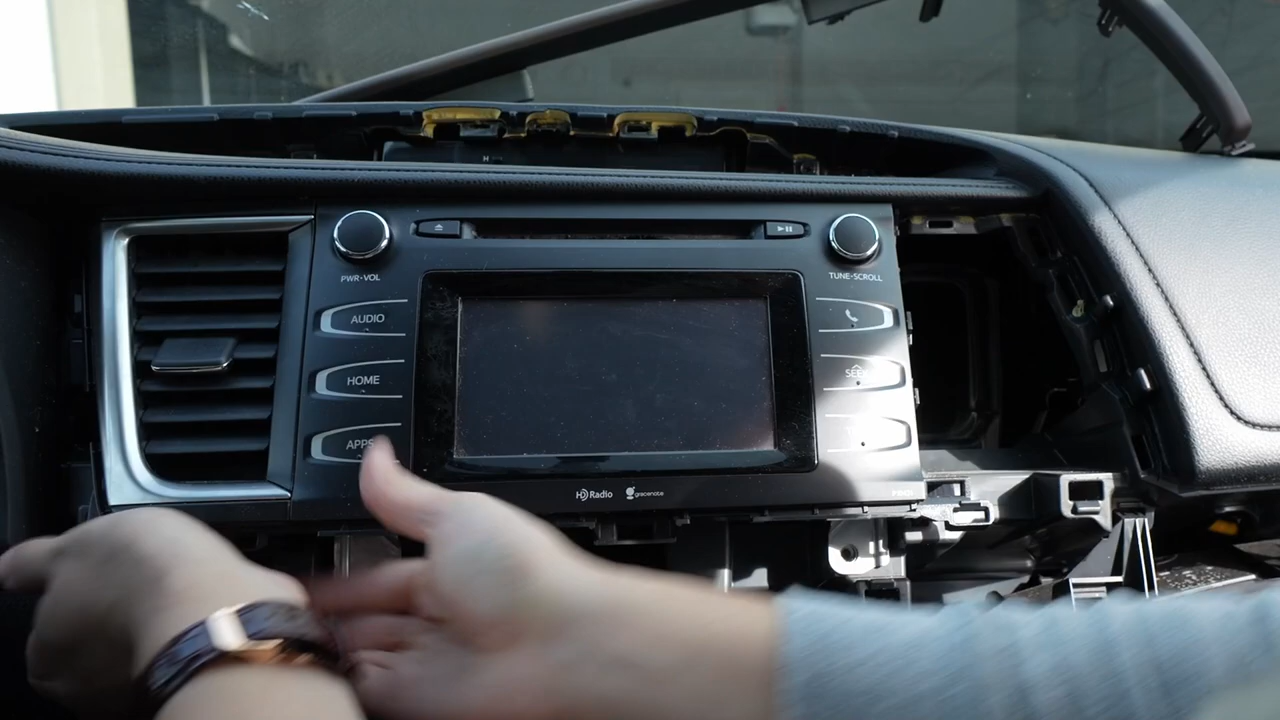 PWR•VOL
TUNE•SCROLL
AUDIO
HOME
APPS
HD Radio
gracenote